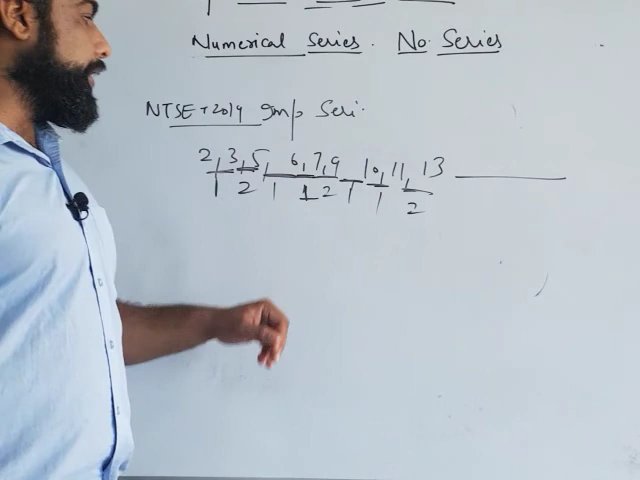 Numerical Series. No. Series
NTSE + 2019 Imp Seri.
2, 3, 5, 6, 7, 9, 10, 11, 13
1 2 1 1 2 1 1 2